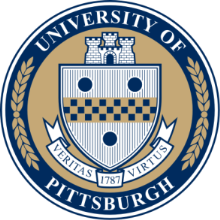 UNIVERSITY OF
VERITAS 1787 VIRTUS
PITTSBURGH